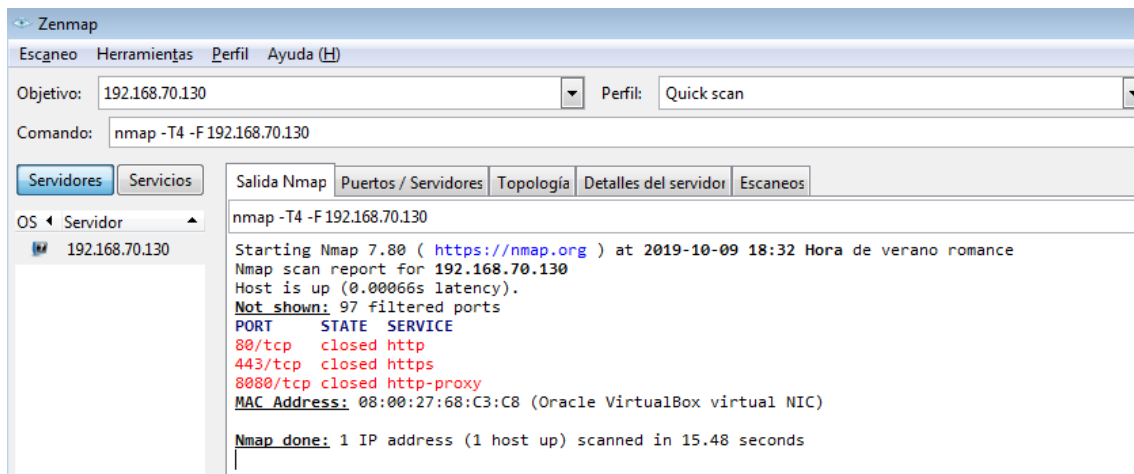 Zenmap
Escaneo Herramientas Perfil Ayuda (H)
Objetivo: 192.168.70.130 Perfil: Quick scan
Comando: nmap -T4 -F 192.168.70.130
Servidores Servicios Salida Nmap Puertos / Servidores Topología Detalles del servidor Escaneos
OS Servidor nmap -T4 -F 192.168.70.130
192.168.70.130
Starting Nmap 7.80 ( https://nmap.org ) at 2019-10-09 18:32 Hora de verano romance
Nmap scan report for 192.168.70.130
Host is up (0.00066s latency).
Not shown: 97 filtered ports
PORT STATE SERVICE
80/tcp closed http
443/tcp closed https
8080/tcp closed http-proxy
MAC Address: 08:00:27:68:C3:C8 (Oracle VirtualBox virtual NIC)
Nmap done: 1 IP address (1 host up) scanned in 15.48 seconds